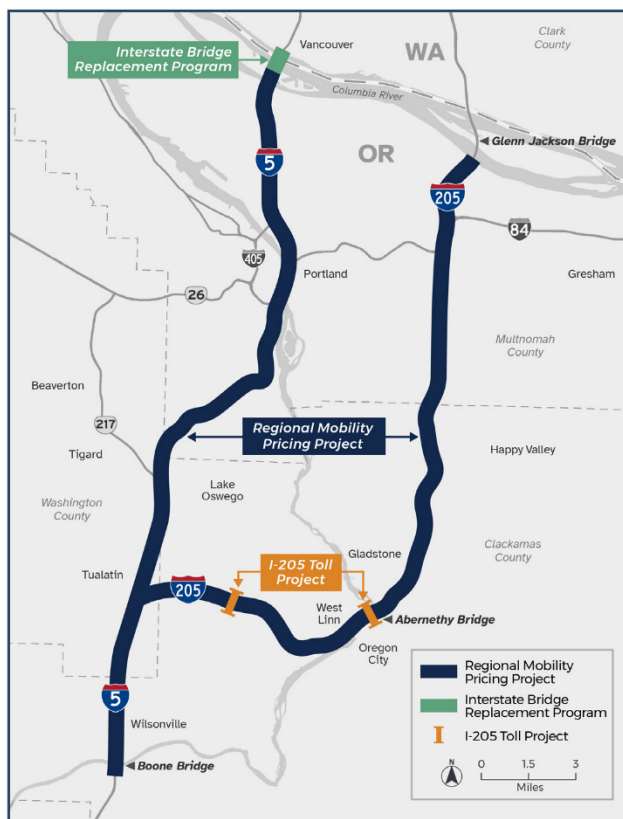 Interstate Bridge
Replacement Program
Vancouver
WA
Clark
County
Columbia River
Glenn Jackson Bridge
OR
5
205
84
405
Portland
Gresham
26
Multnomah
County
Beaverton
217
Regional Mobility
Pricing Project
Tigard
Happy Valley
Lake
Oswego
Washington
County
Clackamas
County
I-205 Toll
Project
Gladstone
Tualatin
205
West
Linn
Abernethy Bridge
Oregon
City
5
Wilsonville
Boone Bridge
Regional Mobility
Pricing Project
Interstate Bridge
Replacement Program
I-205 Toll Project
N
0 1.5 3
Miles